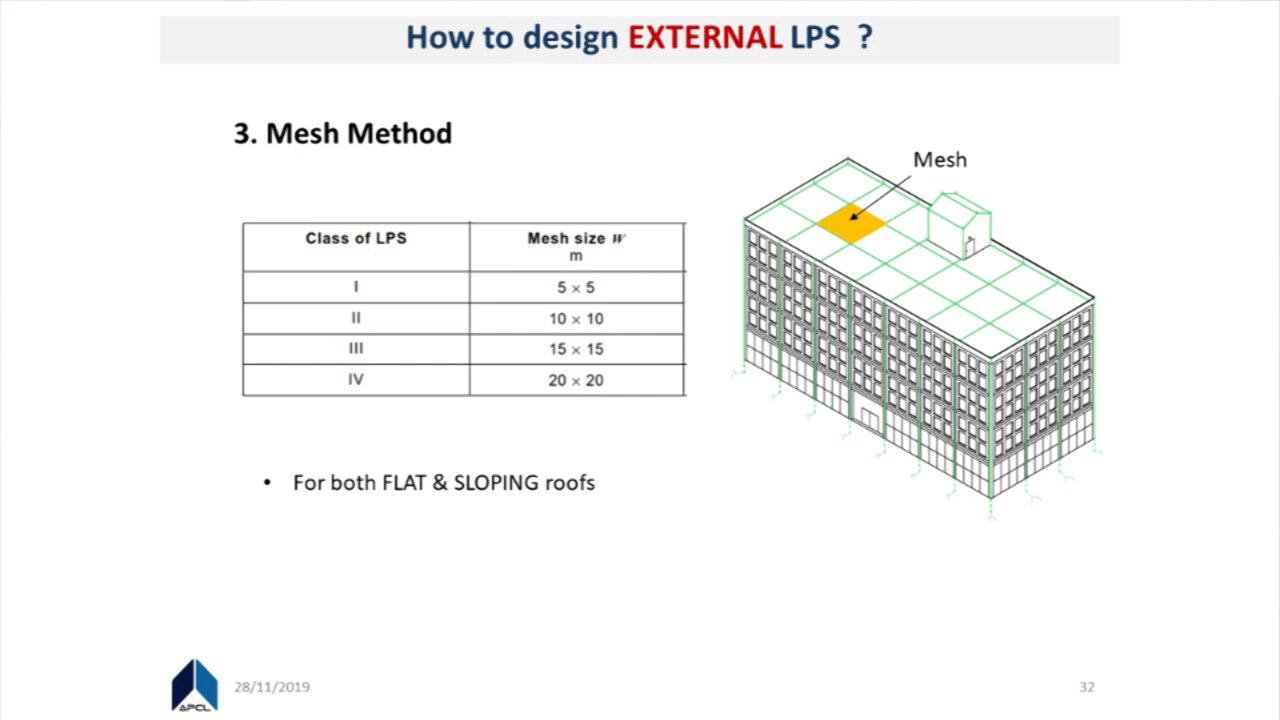 How to design EXTERNAL LPS ?
3. Mesh Method
Mesh
Class of LPS
Mesh size w
m
I
5 × 5
II
10 × 10
III
15 × 15
IV
20 × 20
• For both FLAT & SLOPING roofs
APCL
28/11/2019
32